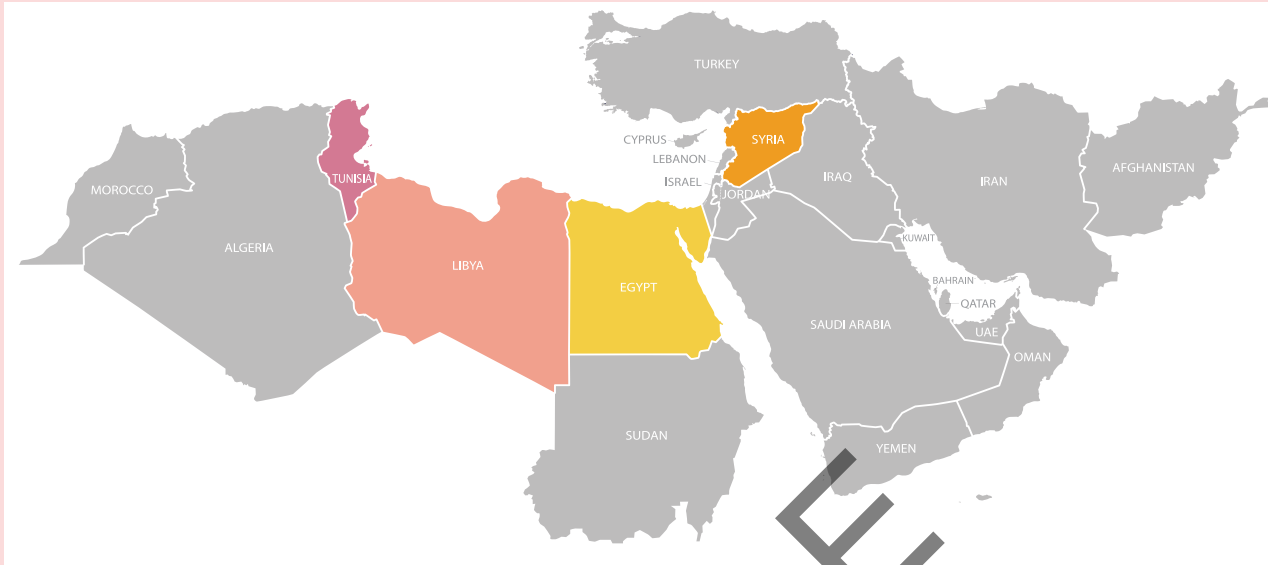 TURKEY
CYPRUS
SYRIA
LEBANON
ISRAEL
JORDAN
IRAQ
IRAN
AFGHANISTAN
MOROCCO
TUNISIA
ALGERIA
LIBYA
EGYPT
KUWAIT
BAHRAIN
QATAR
SAUDI ARABIA
UAE
OMAN
SUDAN
YEMEN
E